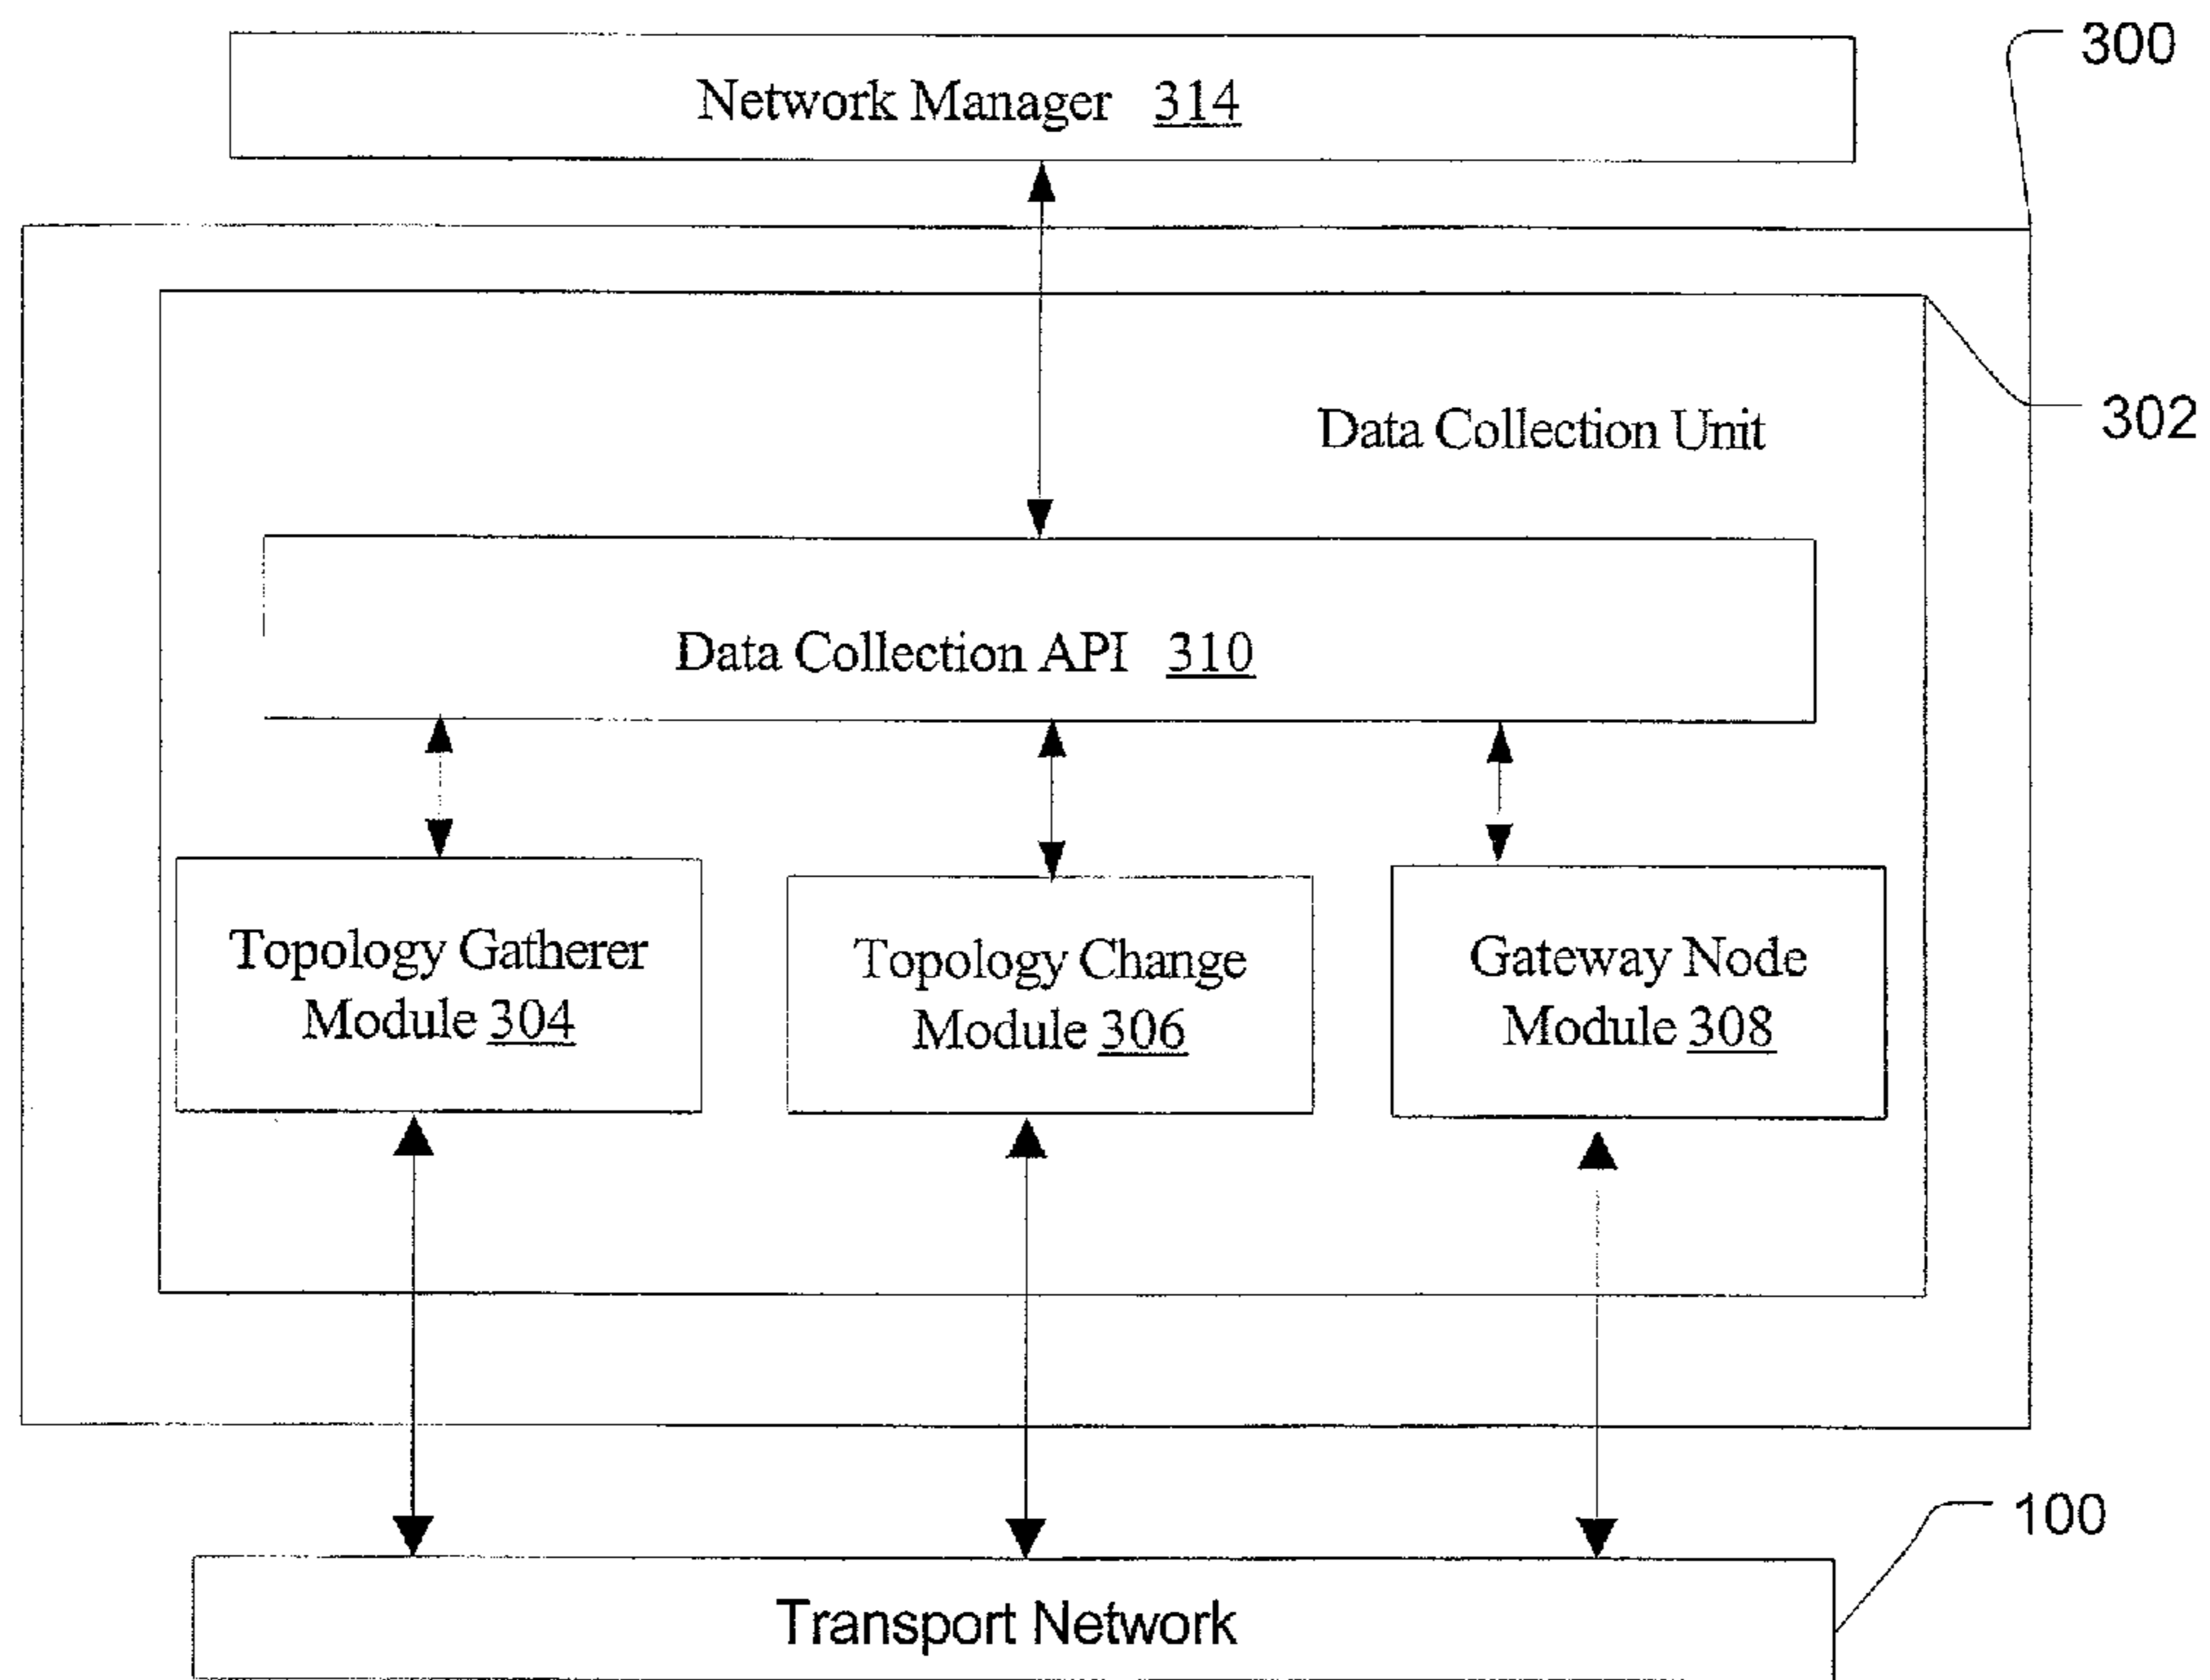 300
Network Manager 314
302
Data Collection Unit
Data Collection API 310
Topology Gatherer
Module 304
Topology Change
Module 306
Gateway Node
Module 308
100
Transport Network